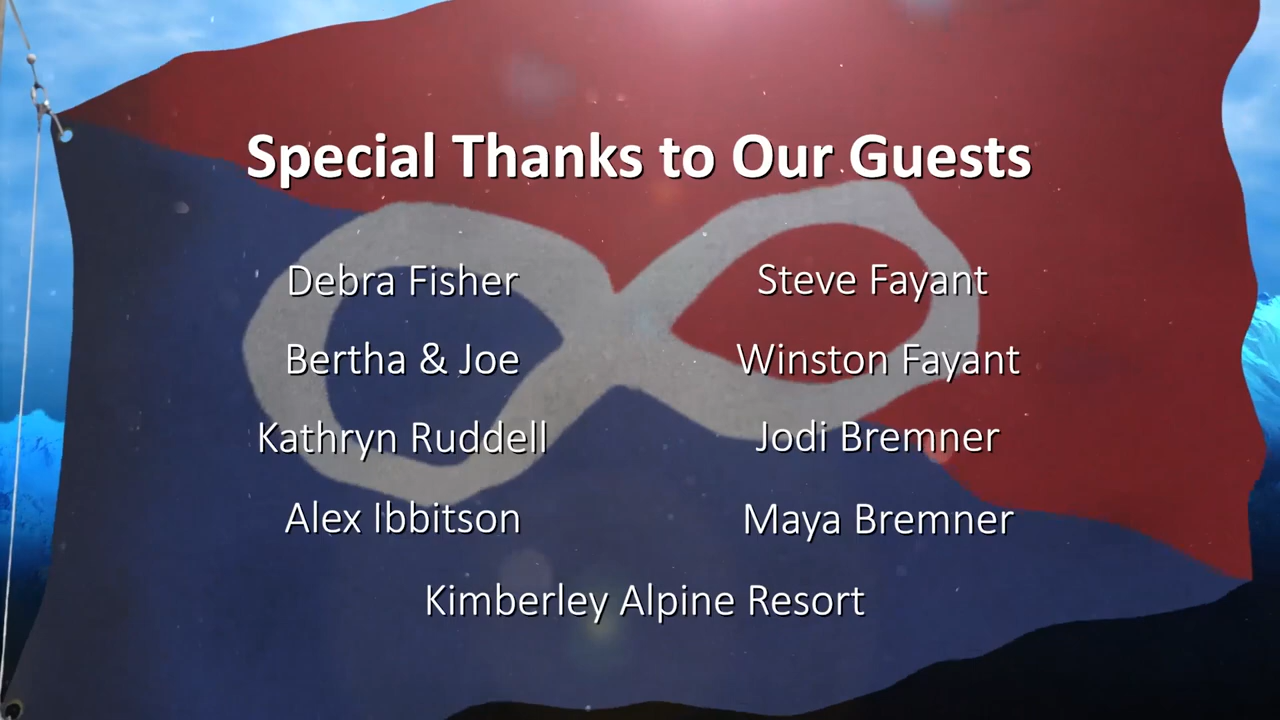 Special Thanks to Our Guests
Debra Fisher
Steve Fayant
Bertha & Joe
Winston Fayant
Kathryn Ruddell
Jodi Bremner
Alex Ibbitson
Maya Bremner
Kimberley Alpine Resort